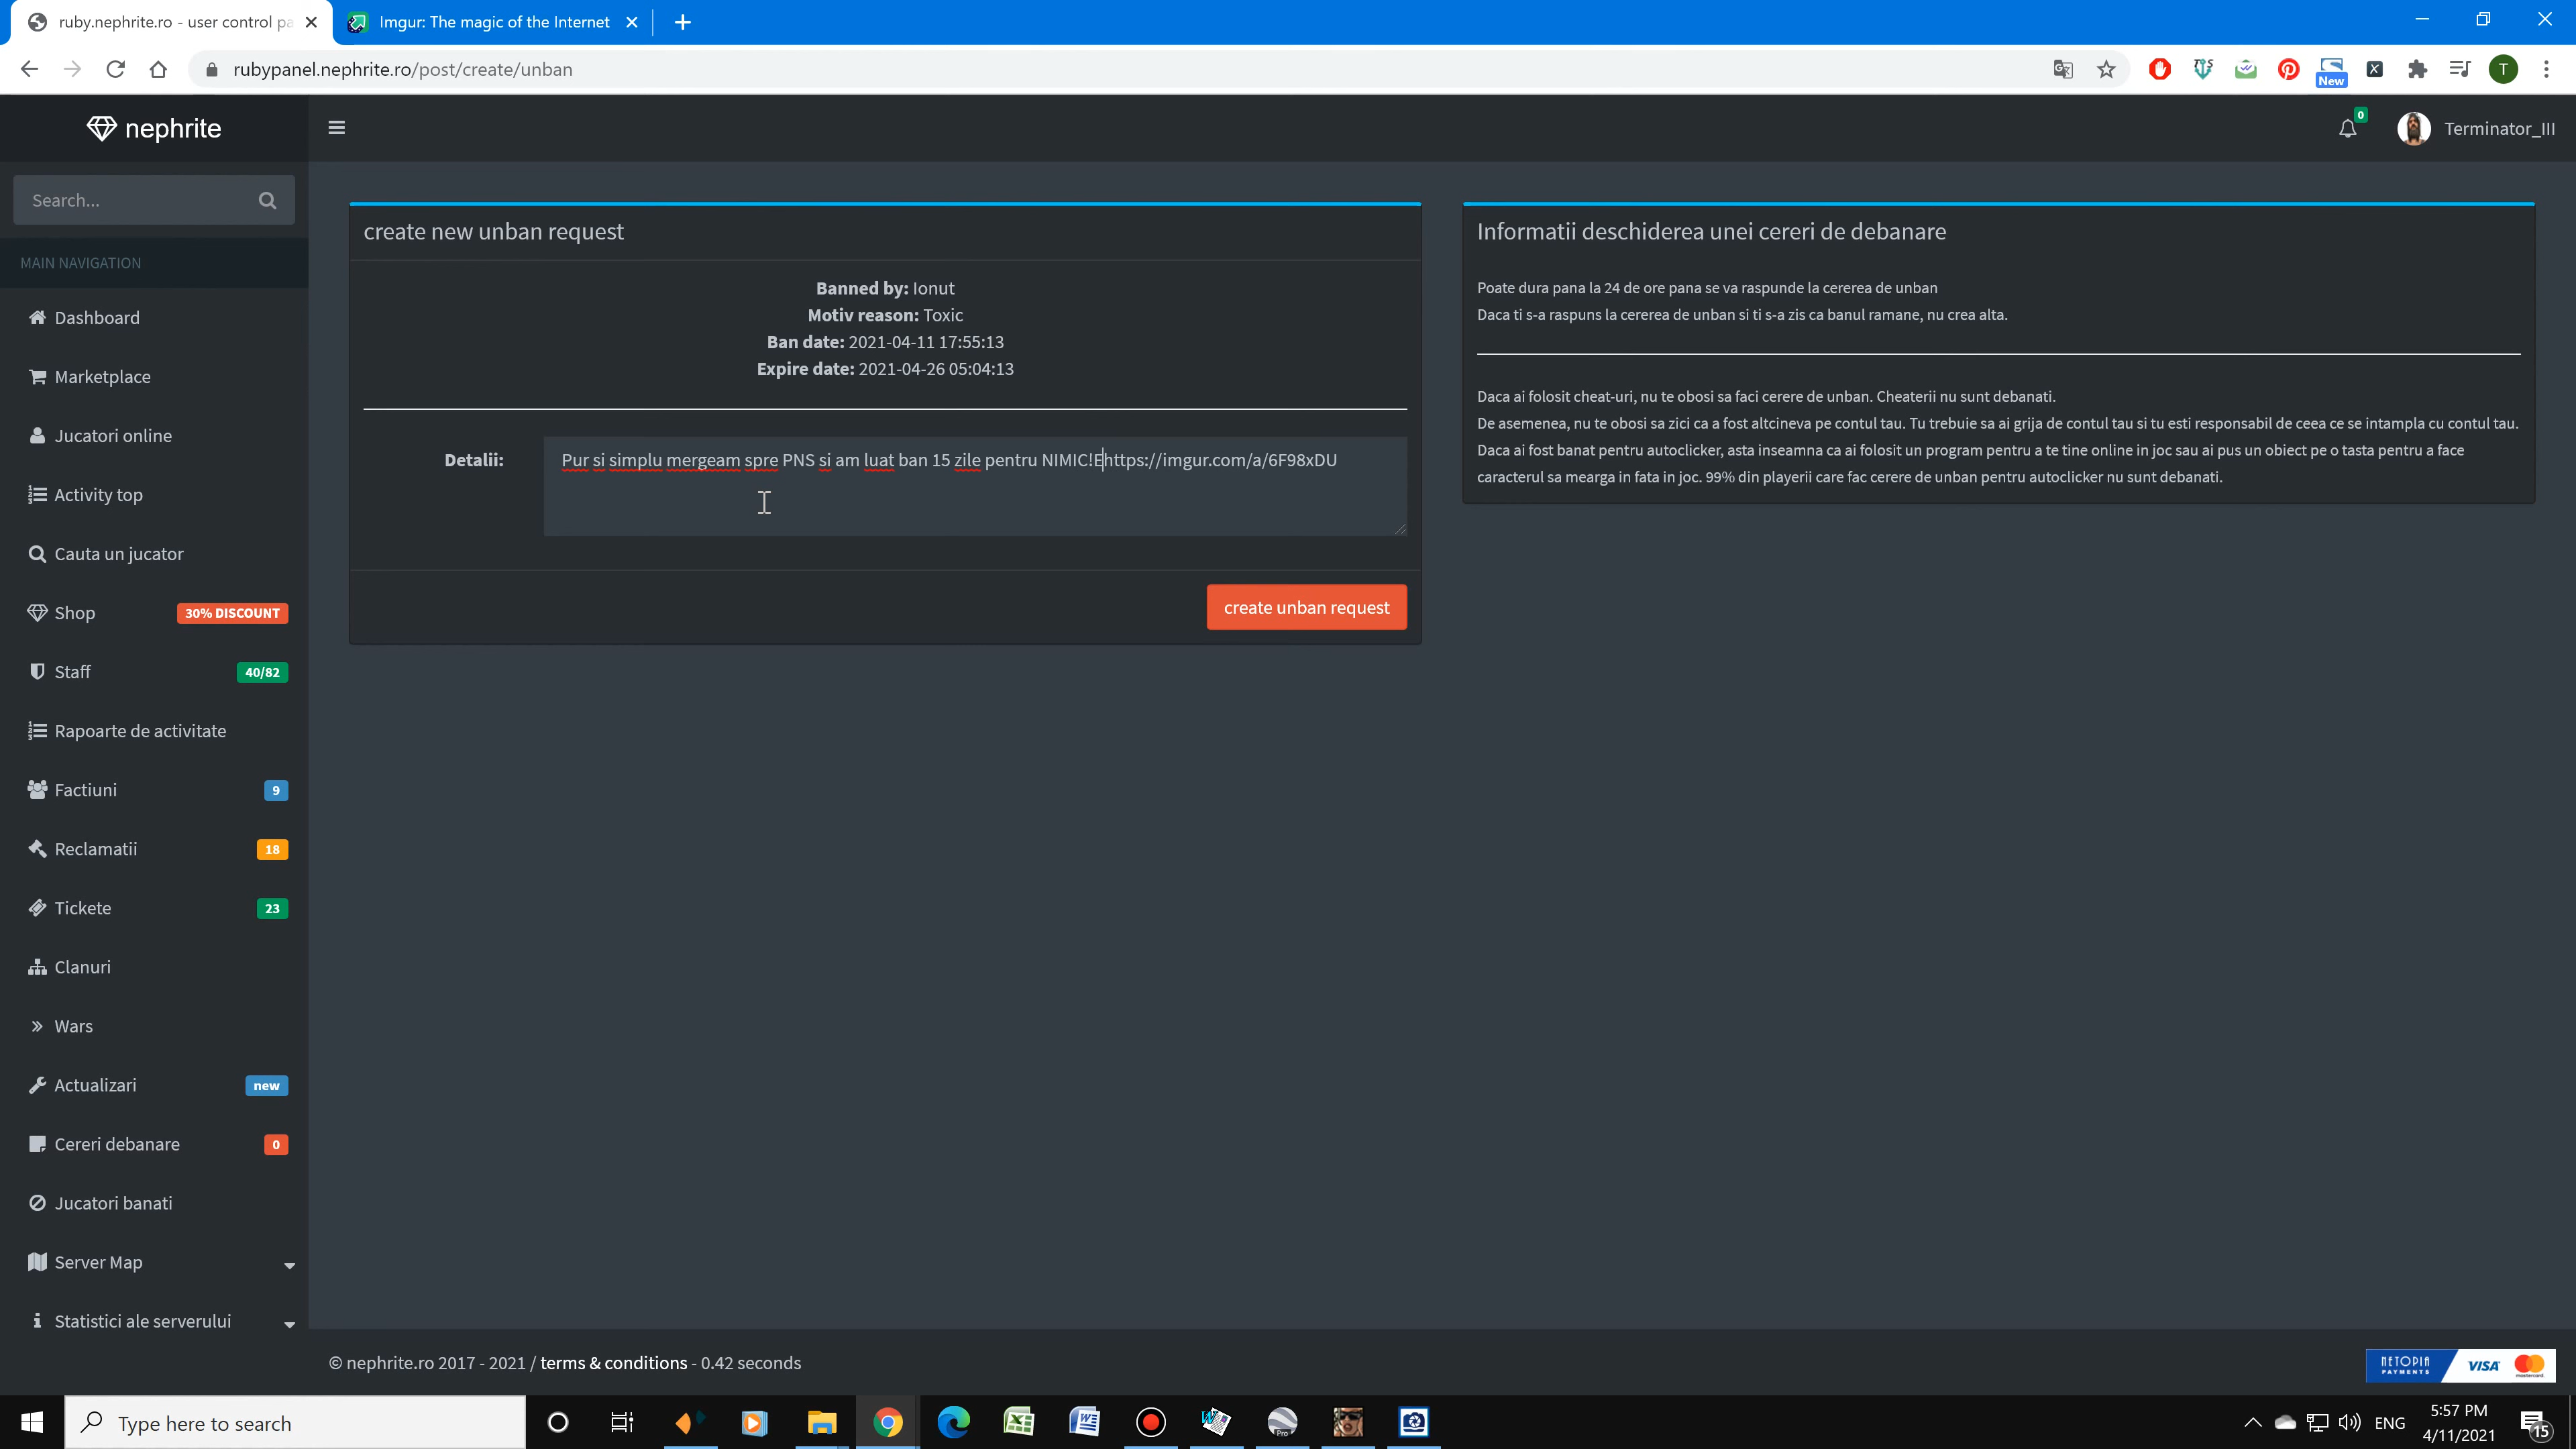 ruby.nephrite.ro - user control pa
Imgur: The magic of the Internet
rubypanel.nephrite.ro/post/create/unban
New
T
nephrite
0
Terminator_III
Search...
MAIN NAVIGATION
Dashboard
Marketplace
Jucatori online
Activity top
Cauta un jucator
Shop 30% DISCOUNT
Staff 40/82
Rapoarte de activitate
Factiuni 9
Reclamatii 18
Tickete 23
Clanuri
Wars
Actualizari new
Cereri debanare 0
Jucatori banati
Server Map
Statistici ale serverului
create new unban request
Banned by: Ionut
Motiv reason: Toxic
Ban date: 2021-04-11 17:55:13
Expire date: 2021-04-26 05:04:13
Detalii: Pur si simplu mergeam spre PNS si am luat ban 15 zile pentru NIMIC!Ehttps://imgur.com/a/6F98xDU
create unban request
Informatii deschiderea unei cereri de debanare
Poate dura pana la 24 de ore pana se va raspunde la cererea de unban
Daca ti s-a raspuns la cererea de unban si ti s-a zis ca banul ramane, nu crea alta.
Daca ai folosit cheat-uri, nu te obosi sa faci cerere de unban. Cheaterii nu sunt debanati.
De asemenea, nu te obosi sa zici ca a fost altcineva pe contul tau. Tu trebuie sa ai grija de contul tau si tu esti responsabil de ceea ce se intampla cu contul tau.
Daca ai fost banat pentru autoclicker, asta inseamna ca ai folosit un program pentru a te tine online in joc sau ai pus un obiect pe o tasta pentru a face
caracterul sa mearga in fata in joc. 99% din playerii care fac cerere de unban pentru autoclicker nu sunt debanati.
© nephrite.ro 2017 - 2021 / terms & conditions - 0.42 seconds
NETOPIA
PAYMENTS
VISA
mastercard
Type here to search
Pro
ENG
5:57 PM
4/11/2021
15